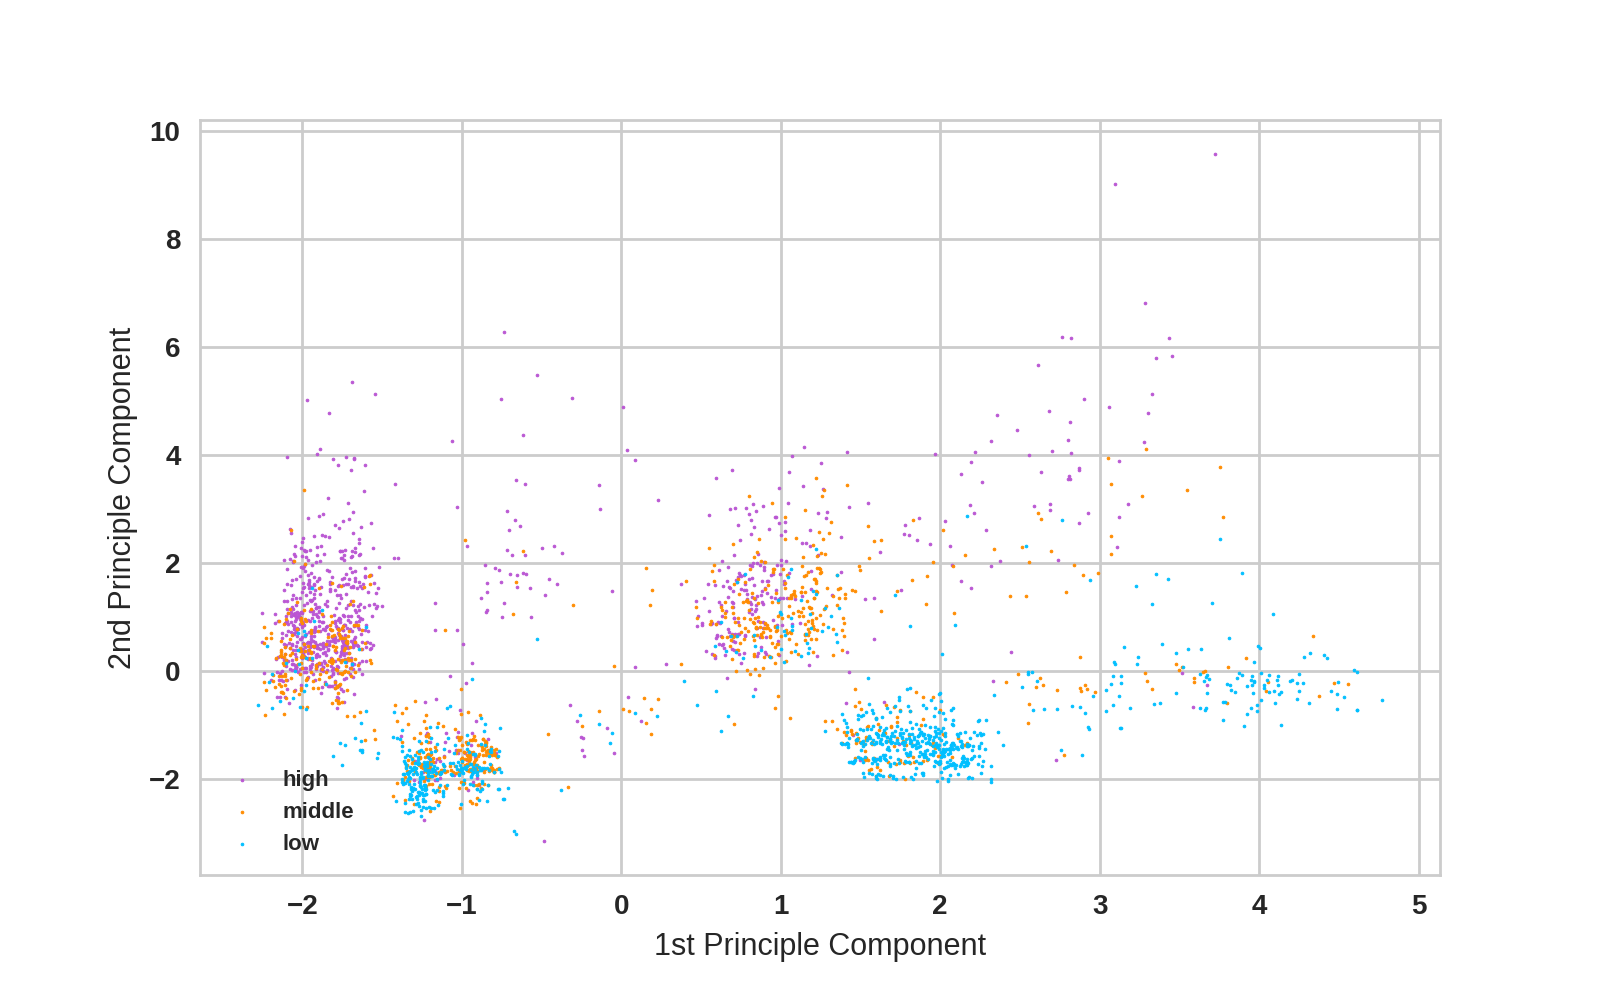 10
8
6
4
2
0
−2
2nd Principle Component
high
middle
low
−2 −1 0 1 2 3 4 5
1st Principle Component